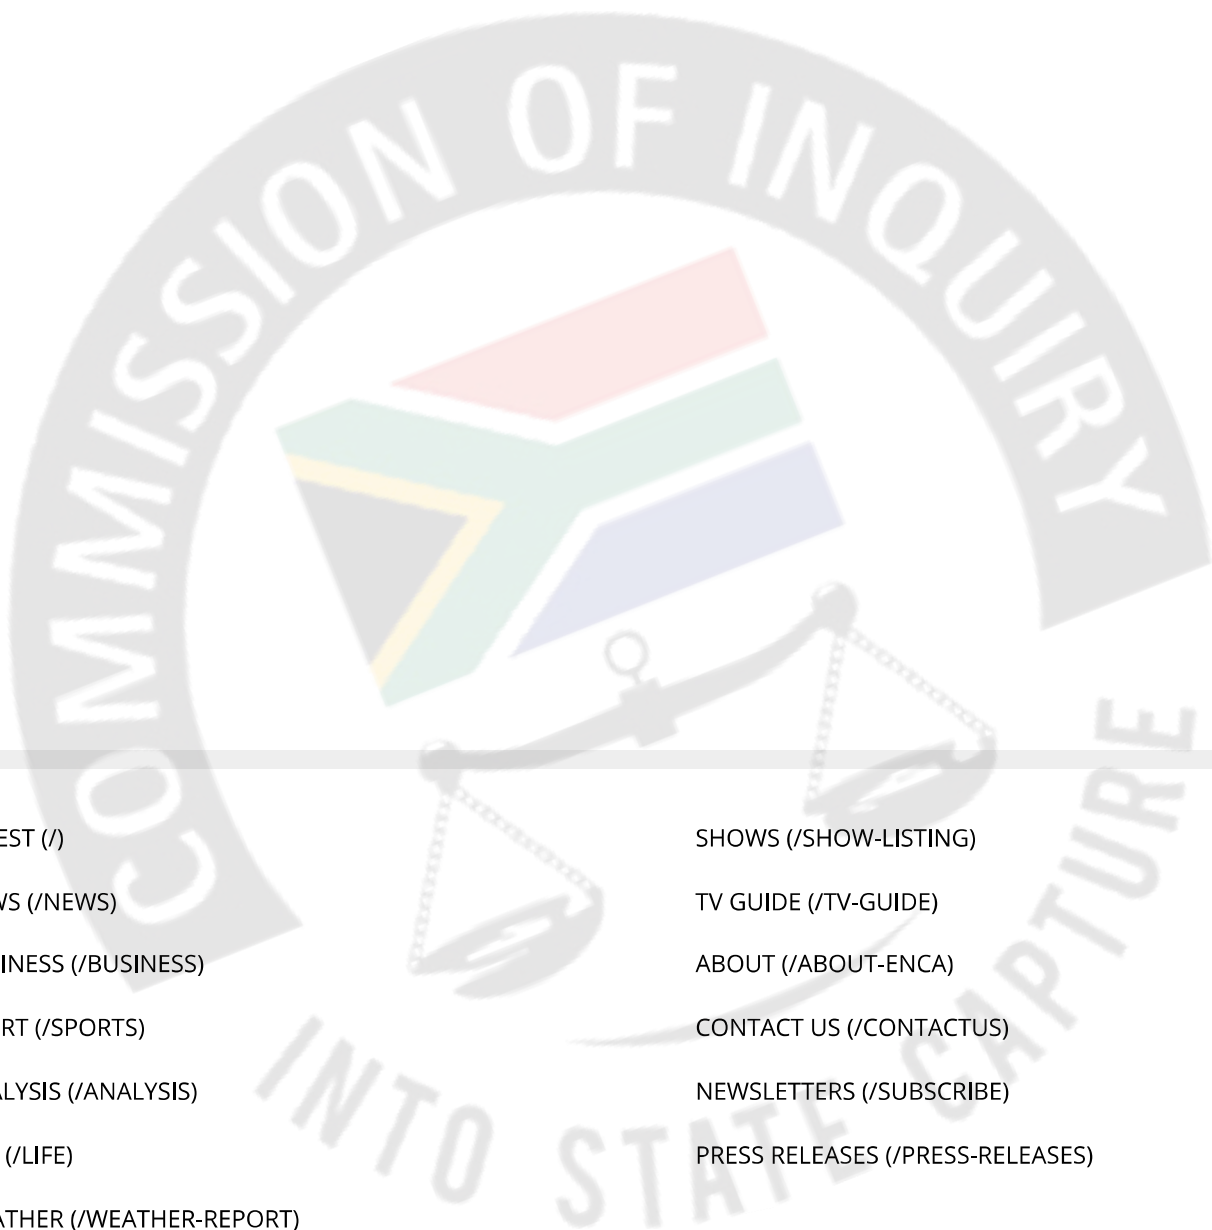 COMMISSION OF INQUIRY
INTO STATE CAPTURE
EST (/)
WS (/NEWS)
INESS (/BUSINESS)
RT (/SPORTS)
ALYSIS (/ANALYSIS)
(/LIFE)
ATHER (/WEATHER-REPORT)
SHOWS (/SHOW-LISTING)
TV GUIDE (/TV-GUIDE)
ABOUT (/ABOUT-ENCA)
CONTACT US (/CONTACTUS)
NEWSLETTERS (/SUBSCRIBE)
PRESS RELEASES (/PRESS-RELEASES)